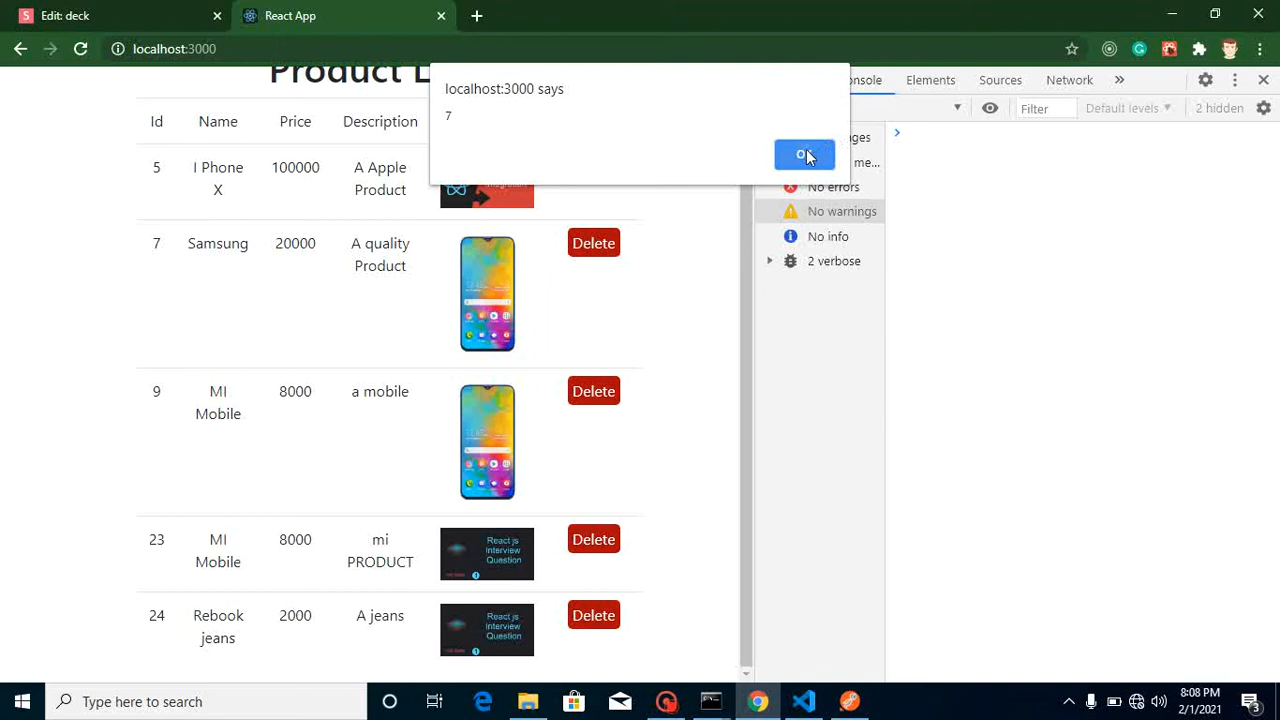 Edit: deck
React App
localhost:3000
Product L
localhost:3000 says
7
onsole
Elements
Sources
Network
Filter
Default levels
2 hidden
Id Name Price Description
5 I Phone 100000 A Apple
X Product
7 Samsung 20000 A quality Delete
Product
9 MI 8000 a mobile Delete
Mobile
23 MI 8000 mi Delete
Mobile PRODUCT
React js
Interview
Question
24 Rebook 2000 A jeans Delete
jeans
React js
Interview
Question
ages
me...
No errors
No warnings
No info
2 verbose
Type here to search
8:08 PM
2/1/2021
3